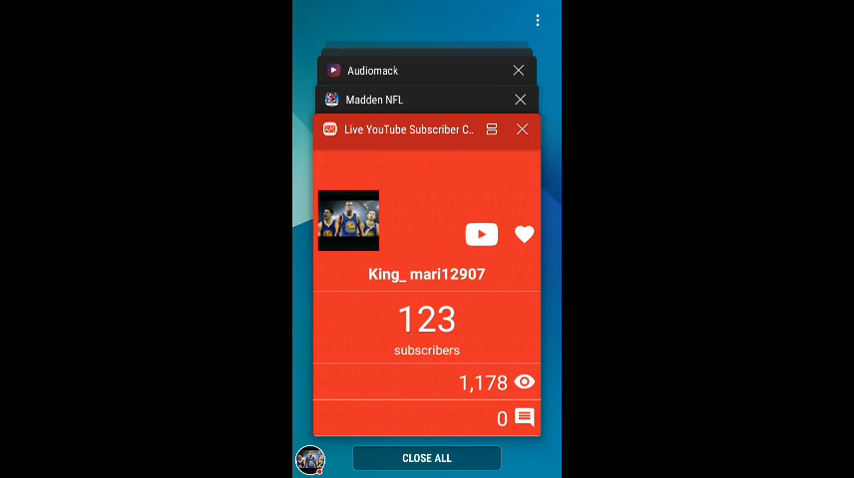 Audiomack
Madden NFL
Live YouTube Subscriber C..
King_ mari12907
123
subscribers
1,178
0
CLOSE ALL